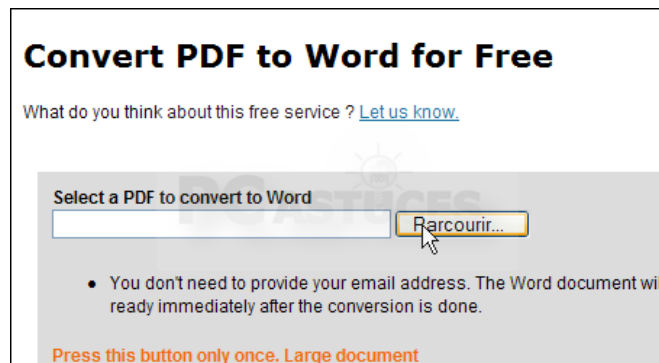 Convert PDF to Word for Free
What do you think about this free service ? Let us know.
PC ASTUCES
Select a PDF to convert to Word
Parcourir...
• You don't need to provide your email address. The Word document
ready immediately after the conversion is done.
Press this button only once. Large document